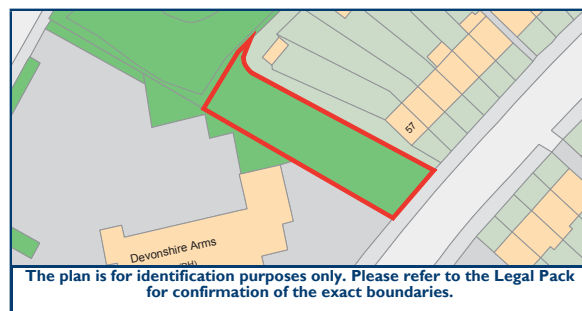 57
Devonshire Arms
(PH)
The plan is for identification purposes only. Please refer to the Legal Pack
for confirmation of the exact boundaries.